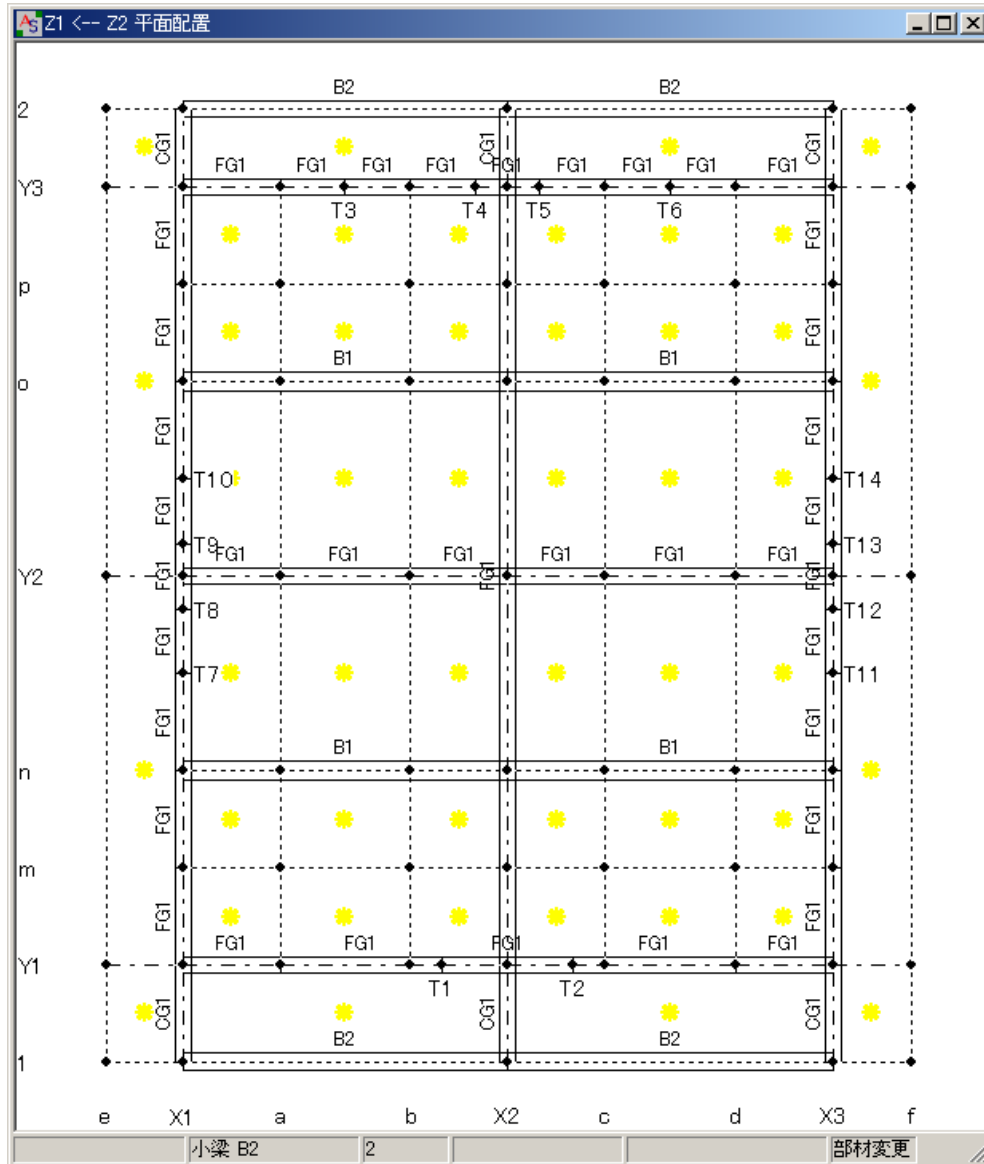 Z1 <-- Z2 平面配置
B2 B2
2
CG1 CG1 CG1
FG1 FG1 FG1 FG1 FG1 FG1 FG1 FG1 FG1
Y3
T3 T4 T5 T6
FG1 FG1
p
FG1 FG1
B1 B1
o
FG1 FG1
T10 T14
FG1 FG1
T9 T13
FG1 FG1 FG1 FG1 FG1 FG1
Y2
FG1 FG1 FG1
T8 T12
FG1 FG1
T7 T11
FG1 FG1
B1 B1
n
FG1 FG1
m
FG1 FG1
FG1 FG1 FG1 FG1 FG1
Y1
T1 T2
CG1 CG1 CG1
B2 B2
1
e X1 a b X2 c d X3 f
小梁 B2 2 部材変更